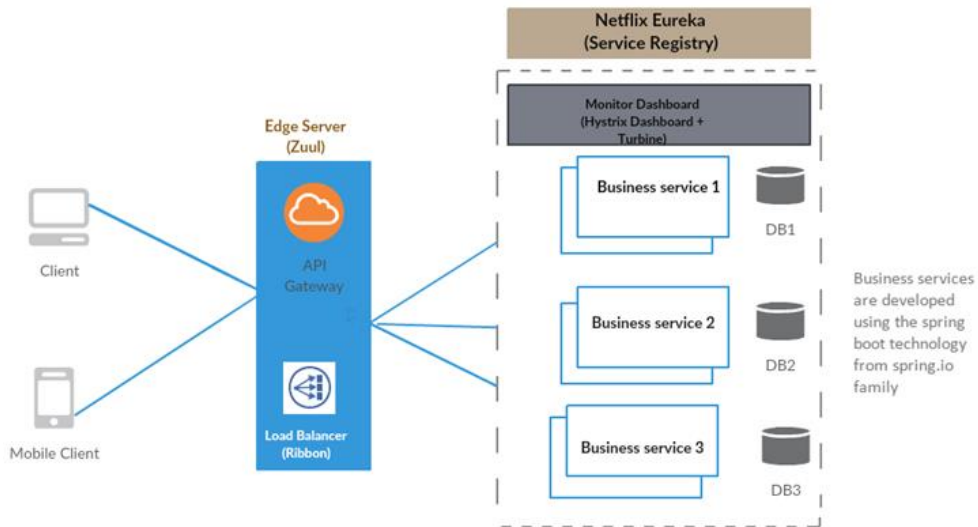 Netflix Eureka
(Service Registry)
Monitor Dashboard
(Hystrix Dashboard +
Turbine)
Edge Server
(Zuul)
API
Gateway
Load Balancer
(Ribbon)
Client
Mobile Client
Business service 1
DB1
Business service 2
DB2
Business service 3
DB3
Business services
are developed
using the spring
boot technology
from spring.io
family